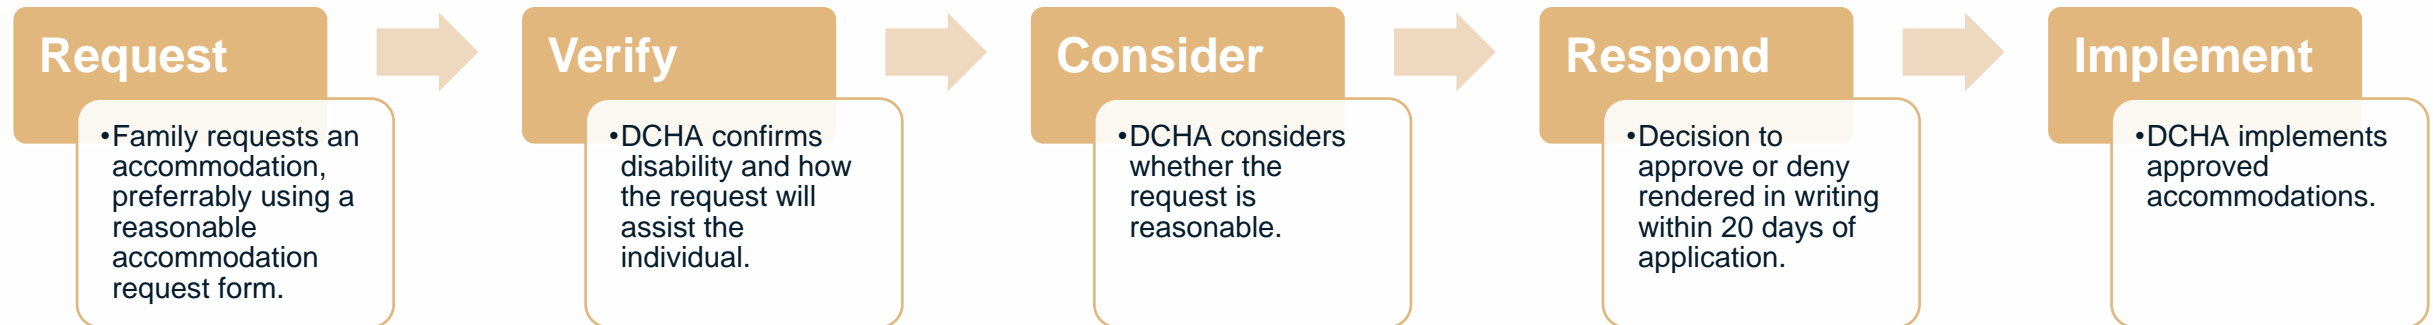 Request
•Family requests an
accommodation,
preferrably using a
reasonable
accommodation
request form.
Verify
•DCHA confirms
disability and how
the request will
assist the
individual.
Consider
•DCHA considers
whether the
request is
reasonable.
Respond
•Decision to
approve or deny
rendered in writing
within 20 days of
application.
Implement
•DCHA implements
approved
accommodations.